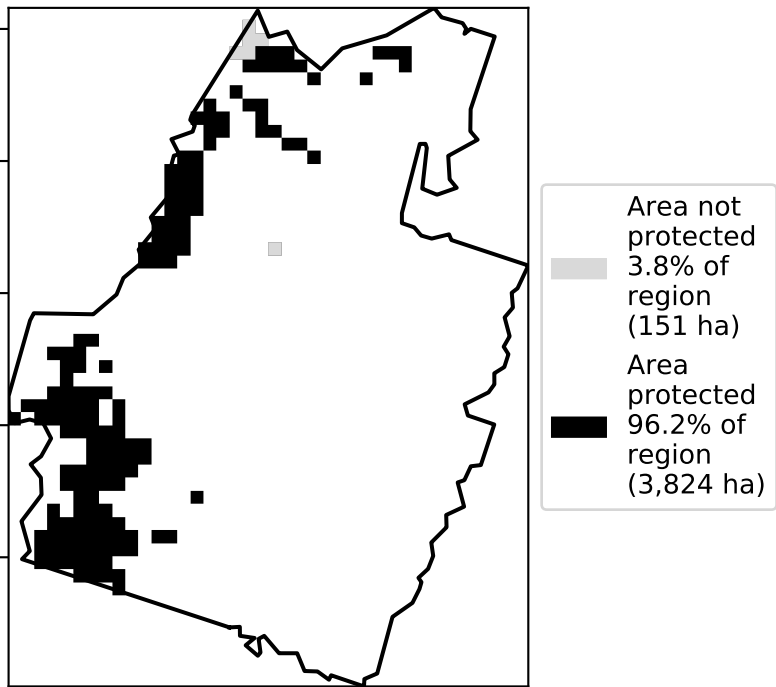 Area not
protected
3.8% of
region
(151 ha)
Area
protected
96.2% of
region
(3,824 ha)